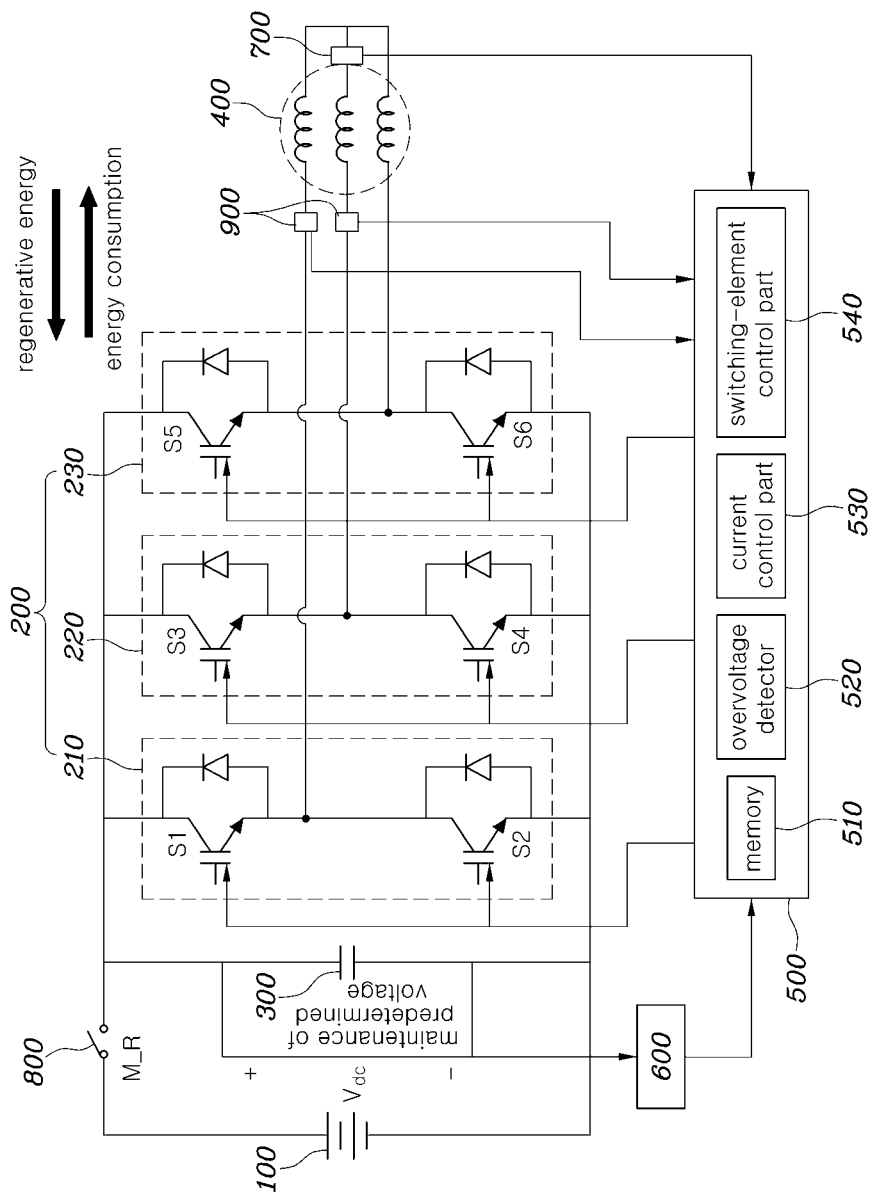 regenerative energy
energy consumption
200
210
220
230
400
700
900
800
M_R
S1
S3
S5
S2
S4
S6
+
V_dc
−
100
300
maintenance of
predetermined
voltage
600
500
memory
510
overvoltage
detector
520
current
control part
530
switching-element
control part
540